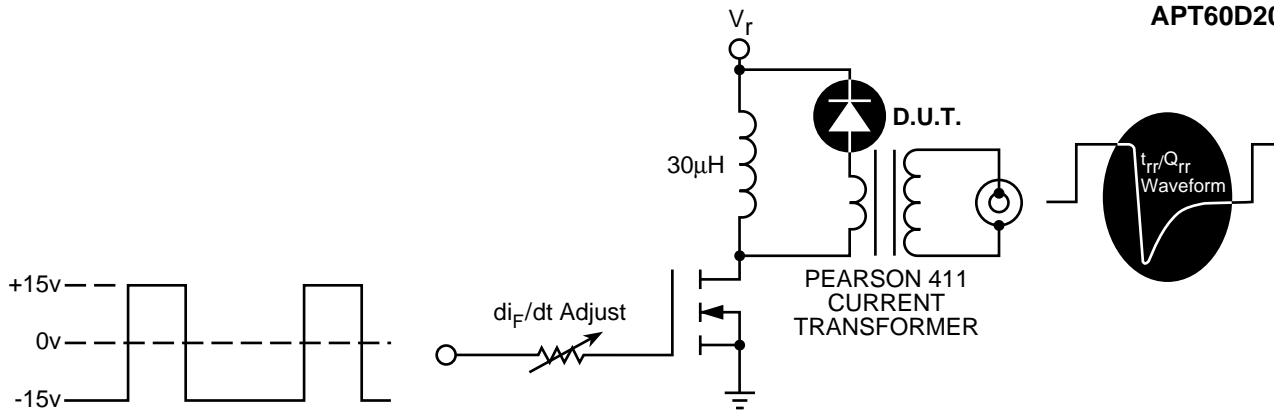 APT60D20
Vr
D.U.T.
30μH
trr/Qrr
Waveform
PEARSON 411
CURRENT
TRANSFORMER
+15v
0v
-15v
diF/dt Adjust